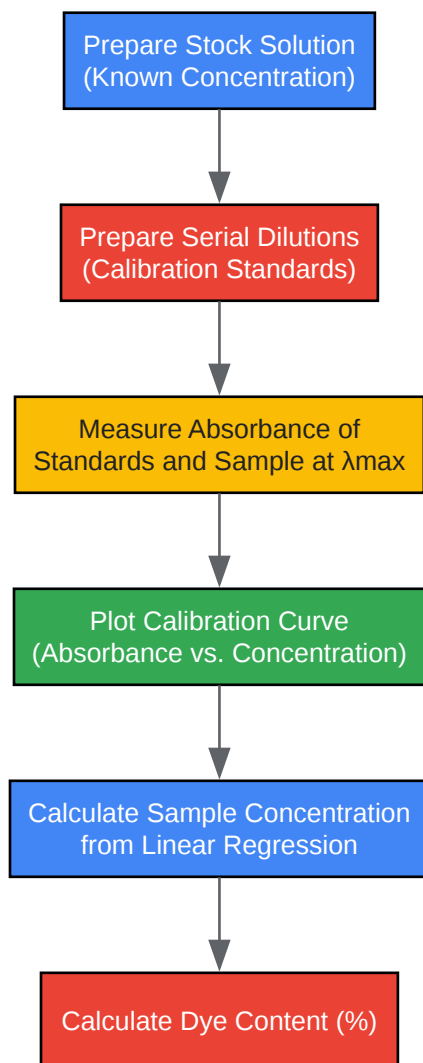 Prepare Stock Solution
(Known Concentration)
Prepare Serial Dilutions
(Calibration Standards)
Measure Absorbance of
Standards and Sample at λmax
Plot Calibration Curve
(Absorbance vs. Concentration)
Calculate Sample Concentration
from Linear Regression
Calculate Dye Content (%)